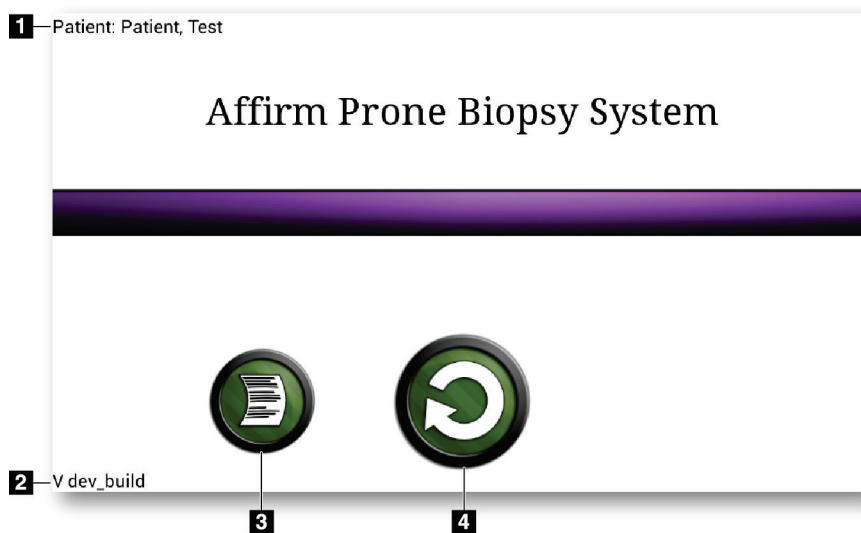 1 Patient: Patient, Test
Affirm Prone Biopsy System
2 V dev_build
3 4